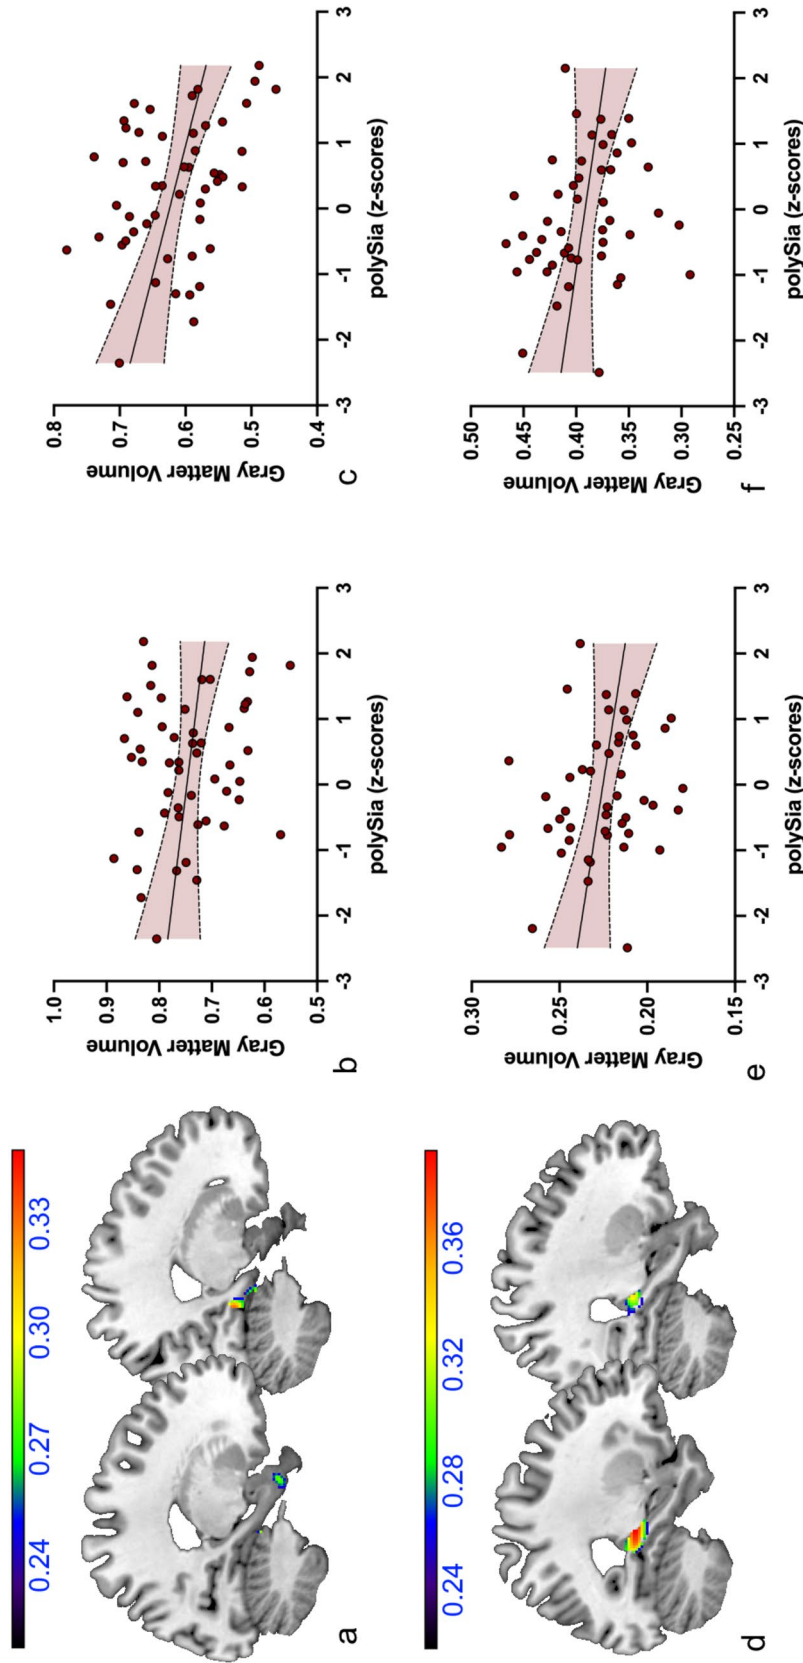 0.24 0.27 0.30 0.33
a
1.0
0.9
0.8
0.7
0.6
0.5
Gray Matter Volume
-3 -2 -1 0 1 2 3
polySia (z-scores)
b
0.8
0.7
0.6
0.5
0.4
Gray Matter Volume
-3 -2 -1 0 1 2 3
polySia (z-scores)
c
0.24 0.28 0.32 0.36
d
0.30
0.25
0.20
0.15
Gray Matter Volume
-3 -2 -1 0 1 2 3
polySia (z-scores)
e
0.50
0.45
0.40
0.35
0.30
0.25
Gray Matter Volume
-3 -2 -1 0 1 2 3
polySia (z-scores)
f